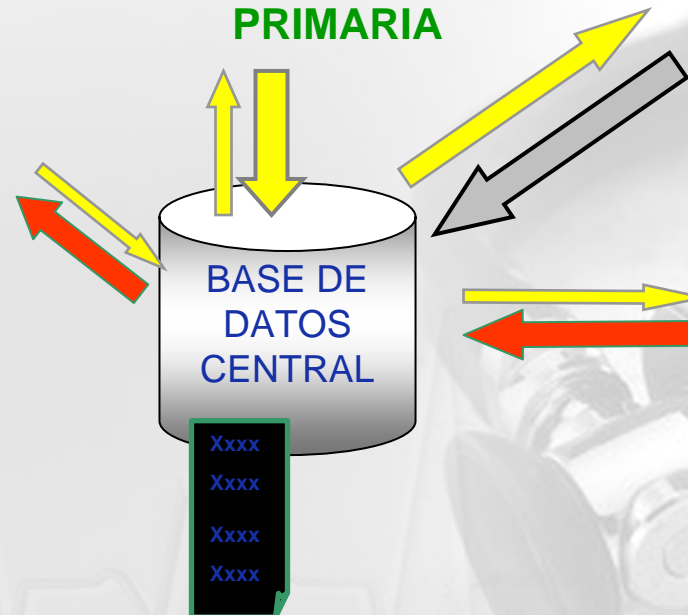 PRIMARIA
BASE DE
DATOS
CENTRAL
Xxxx
Xxxx
Xxxx
Xxxx